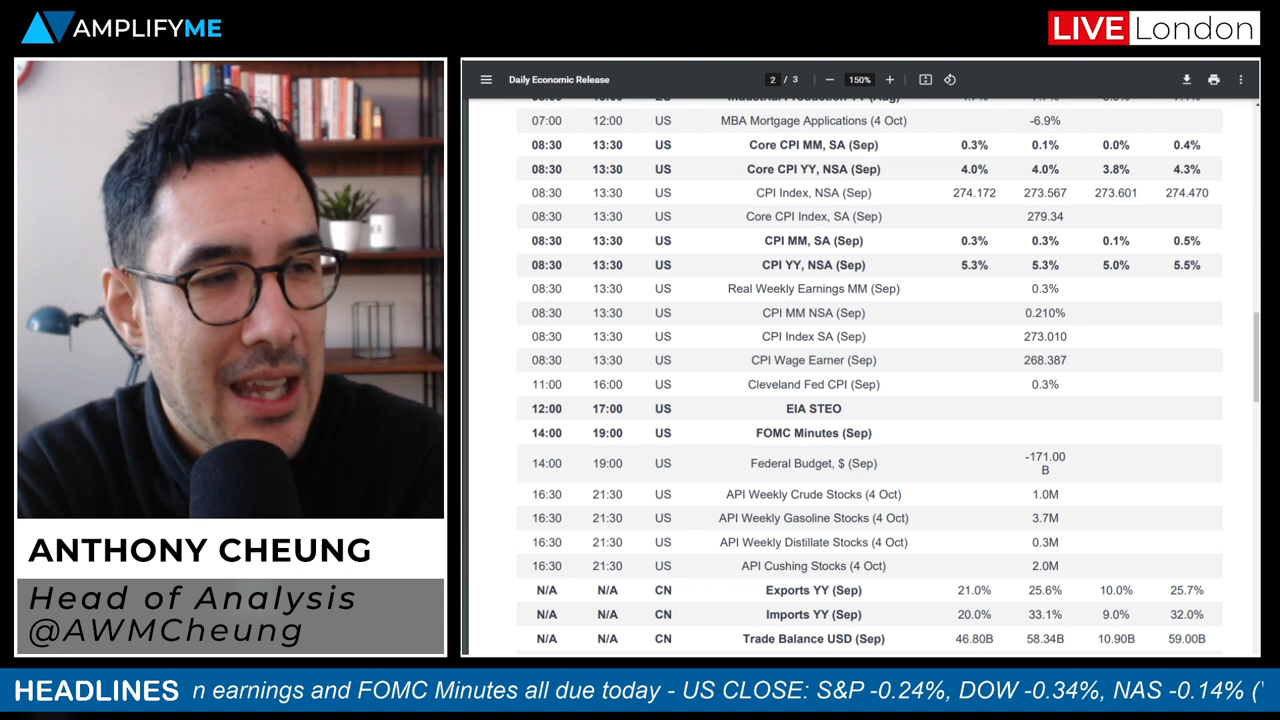 AMPLIFYME
LIVE London
Daily Economic Release 2 / 3 150%
07:00 12:00 US MBA Mortgage Applications (4 Oct) -6.9%
08:30 13:30 US Core CPI MM, SA (Sep) 0.3% 0.1% 0.0% 0.4%
08:30 13:30 US Core CPI YY, NSA (Sep) 4.0% 4.0% 3.8% 4.3%
08:30 13:30 US CPI Index, NSA (Sep) 274.172 273.567 273.601 274.470
08:30 13:30 US Core CPI Index, SA (Sep) 279.34
08:30 13:30 US CPI MM, SA (Sep) 0.3% 0.3% 0.1% 0.5%
08:30 13:30 US CPI YY, NSA (Sep) 5.3% 5.3% 5.0% 5.5%
08:30 13:30 US Real Weekly Earnings MM (Sep) 0.3%
08:30 13:30 US CPI MM NSA (Sep) 0.210%
08:30 13:30 US CPI Index SA (Sep) 273.010
08:30 13:30 US CPI Wage Earner (Sep) 268.387
11:00 16:00 US Cleveland Fed CPI (Sep) 0.3%
12:00 17:00 US EIA STEO
14:00 19:00 US FOMC Minutes (Sep)
14:00 19:00 US Federal Budget, $ (Sep) -171.00
B
16:30 21:30 US API Weekly Crude Stocks (4 Oct) 1.0M
16:30 21:30 US API Weekly Gasoline Stocks (4 Oct) 3.7M
16:30 21:30 US API Weekly Distillate Stocks (4 Oct) 0.3M
16:30 21:30 US API Cushing Stocks (4 Oct) 2.0M
N/A N/A CN Exports YY (Sep) 21.0% 25.6% 10.0% 25.7%
N/A N/A CN Imports YY (Sep) 20.0% 33.1% 9.0% 32.0%
N/A N/A CN Trade Balance USD (Sep) 46.80B 58.34B 10.90B 59.00B
ANTHONY CHEUNG
Head of Analysis
@AWMCheung
HEADLINES n earnings and FOMC Minutes all due today - US CLOSE: S&P -0.24%, DOW -0.34%, NAS -0.14% (